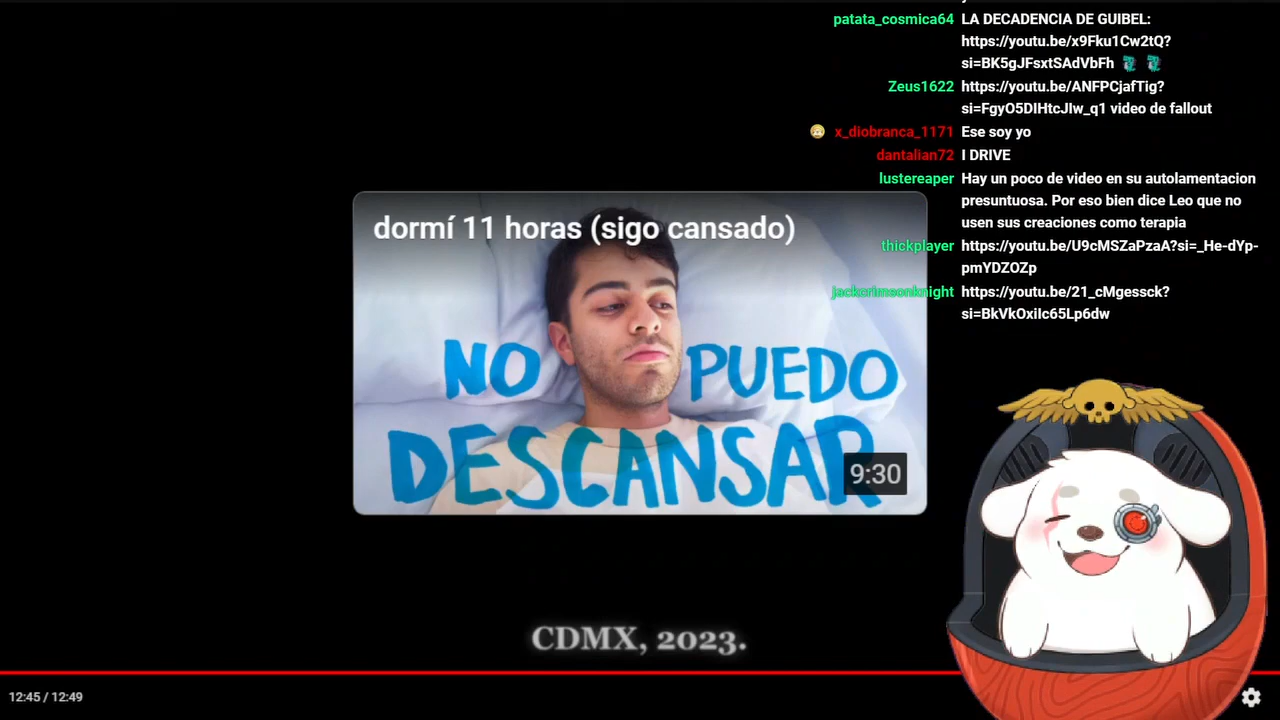 patata_cosmica64 LA DECADENCIA DE GUIBEL:
https://youtu.be/x9Fku1Cw2tQ?
si=BK5gJFsxtSAdVbFh
Zeus1622 https://youtu.be/ANFPCjafTig?
si=FgyO5DIHtcJIw_q1 video de fallout
x_diobranca_1171 Ese soy yo
dantalian72 I DRIVE
lustereaper Hay un poco de video en su autolamentacion
presuntuosa. Por eso bien dice Leo que no
usen sus creaciones como terapia
thickplayer https://youtu.be/U9cMSZaPzaA?si=_He-dYp-
pmYDZOZp
jackcrimsonknight https://youtu.be/21_cMgessck?
si=BkVkOxiIc65Lp6dw
dormí 11 horas (sigo cansado)
NO PUEDO
DESCANSAR
9:30
CDMX, 2023.
12:45 / 12:49